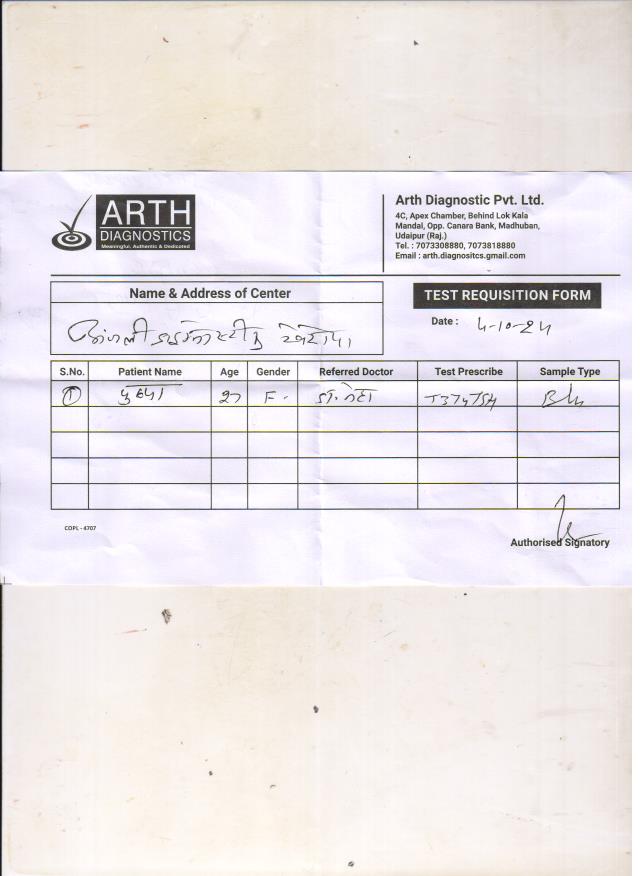 ARTH
DIAGNOSTICS
Meaningful, Authentic & Dedicated
Arth Diagnostic Pvt. Ltd.
4C, Apex Chamber, Behind Lok Kala
Mandal, Opp. Canara Bank, Madhuban,
Udaipur (Raj.)
Tel. : 7073308880, 7073818880
Email : arth.diagnositcs.gmail.com
Name & Address of Center
TEST REQUISITION FORM
Date : 4-10-24
S.No. Patient Name Age Gender Referred Doctor Test Prescribe Sample Type
1 27 F. डॉ. नेहा
COPL - 4707
Authorised Signatory